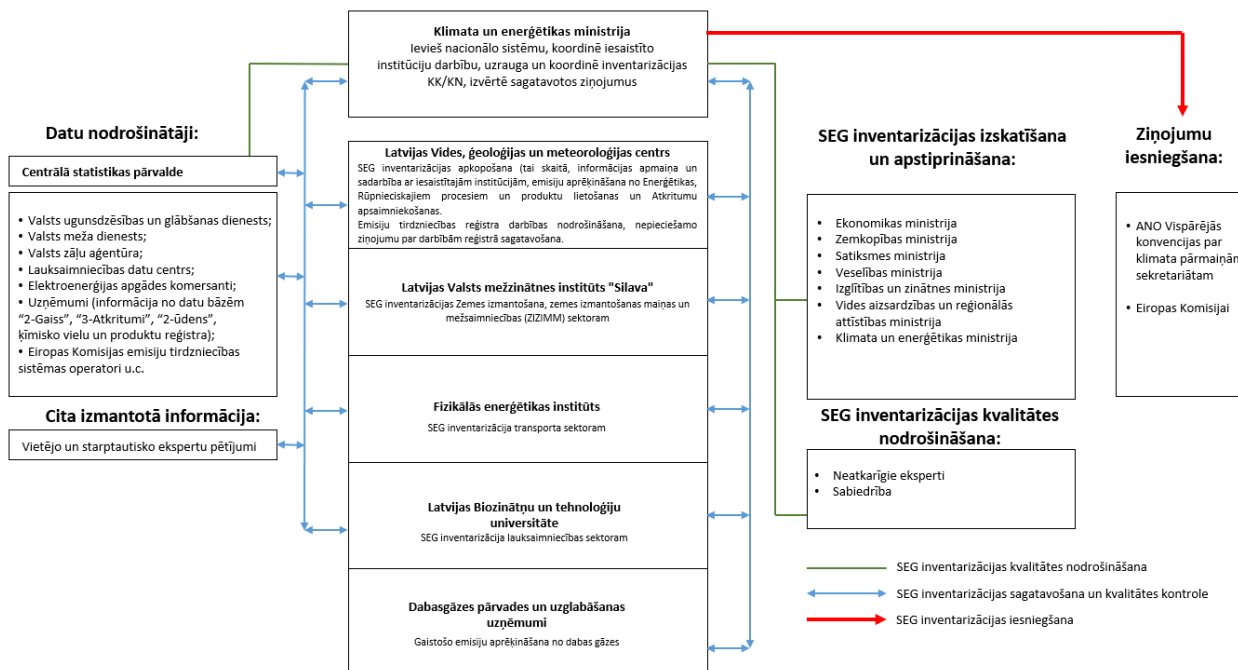 Klimata un enerģētikas ministrija
Ievieš nacionālo sistēmu, koordinē iesaistīto
institūciju darbību, uzrauga un koordinē inventarizācijas
KK/KN, izvērtē sagatavotos ziņojumus
Datu nodrošinātāji:
Centrālā statistikas pārvalde
• Valsts ugunsdzēsības un glābšanas dienests;
• Valsts meža dienests;
• Valsts zāļu aģentūra;
• Lauksaimniecības datu centrs;
• Elektroenerģijas apgādes komersanti;
• Uzņēmumi (informācija no datu bāzēm
“2-Gaiss”, “3-Atkritumi”, “2-ūdens”,
ķīmisko vielu un produktu reģistra);
• Eiropas Komisijas emisiju tirdzniecības
sistēmas operatori u.c.
Cita izmantotā informācija:
Vietējo un starptautisko ekspertu pētījumi
Latvijas Vides, ģeoloģijas un meteoroloģijas centrs
SEG inventarizācijas apkopošana (tai skaitā, informācijas apmaiņa un
sadarbība ar iesaistītajām institūcijām, emisiju aprēķināšana no Enerģētikas,
Rūpnieciskajiem procesiem un produktu lietošanas un Atkritumu
apsaimniekošanas.
Emisiju tirdzniecības reģistra darbības nodrošināšana, nepieciešamo
ziņojumu par darbībām reģistrā sagatavošana.
Latvijas Valsts mežzinātnes institūts "Silava"
SEG inventarizācijas Zemes izmantošana, zemes izmantošanas maiņas un
mežsaimniecības (ZIZIMM) sektoram
Fizikālās enerģētikas institūts
SEG inventarizācija transporta sektoram
Latvijas Biozinātņu un tehnoloģiju
universitāte
SEG inventarizācija lauksaimniecības sektoram
Dabasgāzes pārvades un uzglabāšanas
uzņēmumi
Gaistošo emisiju aprēķināšana no dabas gāzes
SEG inventarizācijas izskatīšana
un apstiprināšana:
• Ekonomikas ministrija
• Zemkopības ministrija
• Satiksmes ministrija
• Veselības ministrija
• Izglītības un zinātnes ministrija
• Vides aizsardzība un reģionālās
attīstības ministrija
• Klimata un enerģētikas ministrija
SEG inventarizācijas kvalitātes
nodrošināšana:
• Neatkarīgie eksperti
• Sabiedrība
Ziņojumu
iesniegšana:
• ANO Vispārējās
konvencijas par
klimata pārmaiņām
sekretariātam
• Eiropas Komisijai
SEG inventarizācijas kvalitātes nodrošināšana
SEG inventarizācijas sagatavošana un kvalitātes kontrole
SEG inventarizācijas iesniegšana